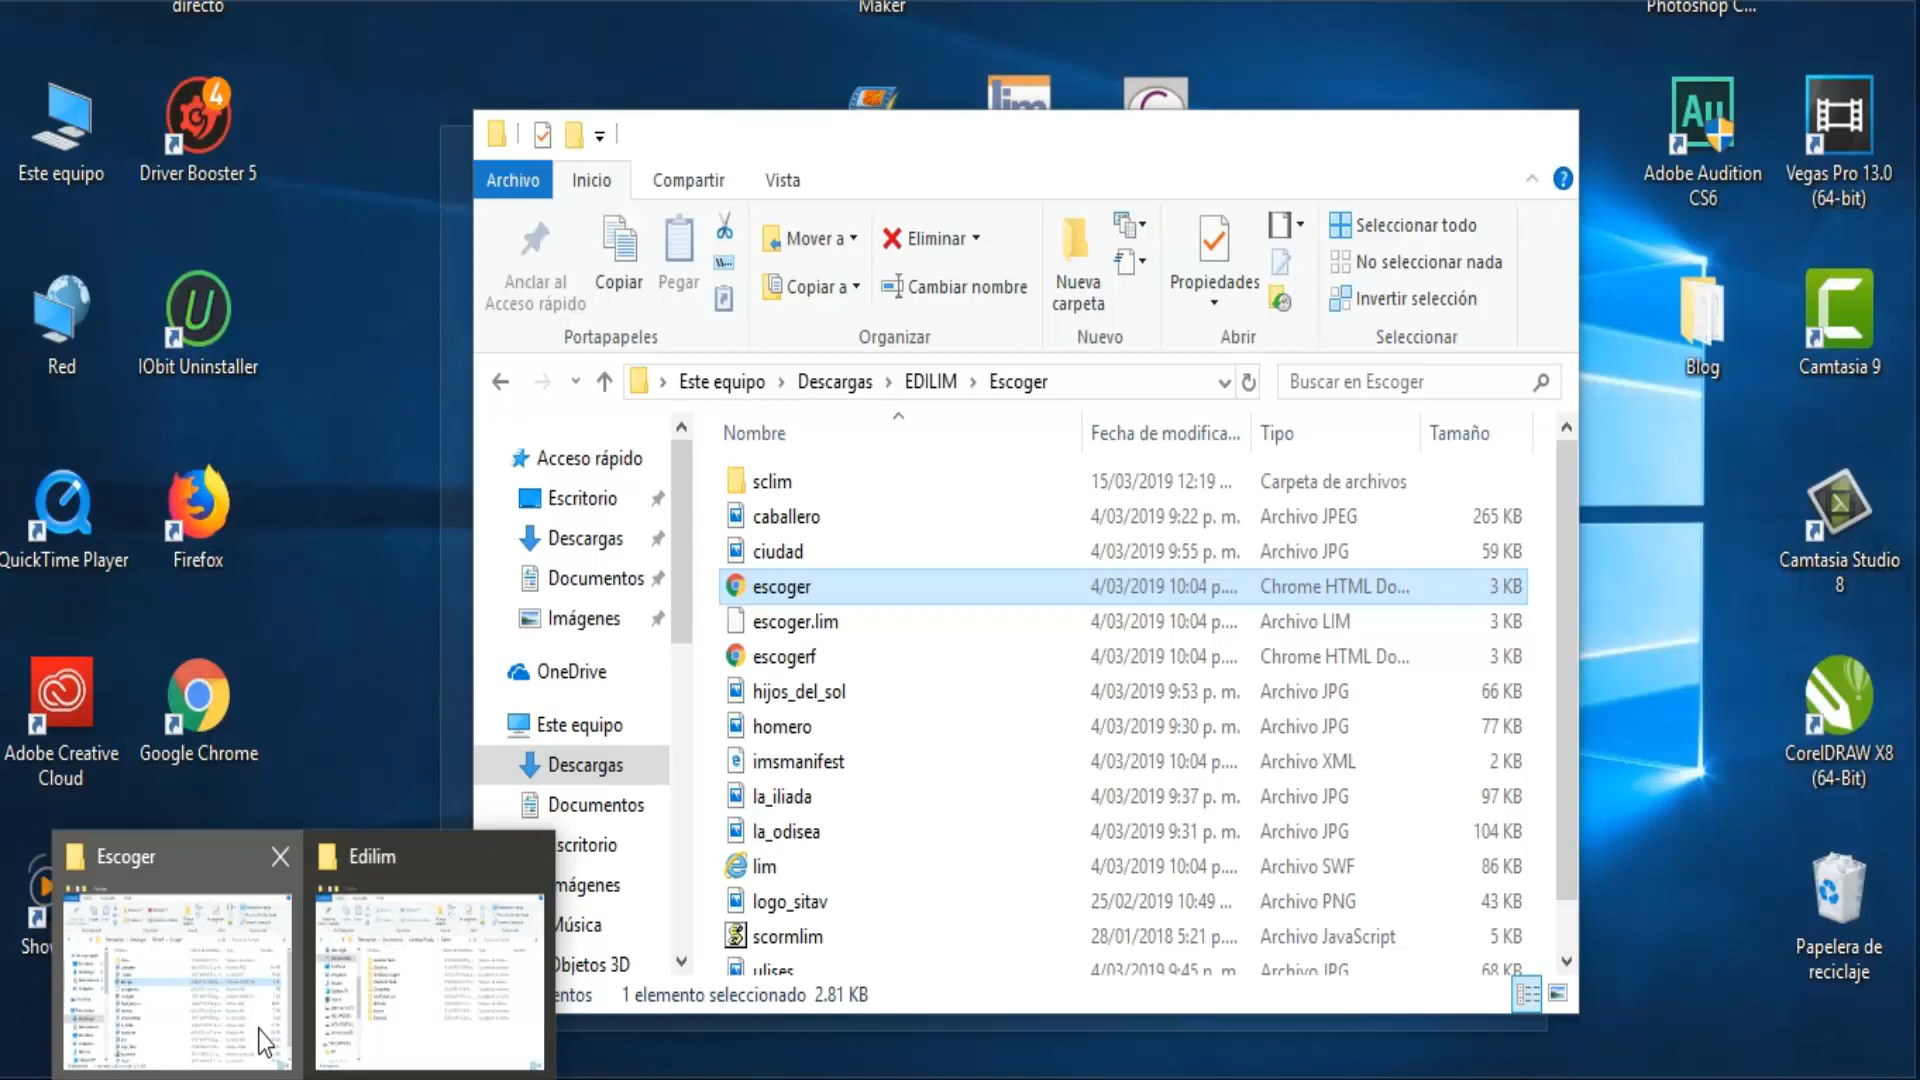 directo
Maker
Photoshop C...
Este equipo
Driver Booster 5
4
lim
Au
Adobe Audition
CS6
Vegas Pro 13.0
(64-bit)
Red
IObit Uninstaller
Blog
Camtasia 9
QuickTime Player
Firefox
Camtasia Studio
8
Adobe Creative
Cloud
Google Chrome
CorelDRAW X8
(64-Bit)
Papelera de
reciclaje
Archivo
Inicio
Compartir
Vista
Anclar al
Acceso rápido
Copiar
Pegar
Mover a
Copiar a
Eliminar
Cambiar nombre
Nueva
carpeta
Propiedades
Seleccionar todo
No seleccionar nada
Invertir selección
Portapapeles
Organizar
Nuevo
Abrir
Seleccionar
Este equipo > Descargas > EDILIM > Escoger
Buscar en Escoger
Acceso rápido
Escritorio
Descargas
Documentos
Imágenes
OneDrive
Este equipo
Descargas
Documentos
scritorio
mágenes
Música
Objetos 3D
Nombre Fecha de modifica... Tipo Tamaño
sclim 15/03/2019 12:19 ... Carpeta de archivos
caballero 4/03/2019 9:22 p. m. Archivo JPEG 265 KB
ciudad 4/03/2019 9:55 p. m. Archivo JPG 59 KB
escoger 4/03/2019 10:04 p.... Chrome HTML Do... 3 KB
escoger.lim 4/03/2019 10:04 p.... Archivo LIM 3 KB
escogerf 4/03/2019 10:04 p.... Chrome HTML Do... 3 KB
hijos_del_sol 4/03/2019 9:53 p. m. Archivo JPG 66 KB
homero 4/03/2019 9:30 p. m. Archivo JPG 77 KB
imsmanifest 4/03/2019 10:04 p.... Archivo XML 2 KB
la_iliada 4/03/2019 9:37 p. m. Archivo JPG 97 KB
la_odisea 4/03/2019 9:31 p. m. Archivo JPG 104 KB
lim 4/03/2019 10:04 p.... Archivo SWF 86 KB
logo_sitav 25/02/2019 10:49 ... Archivo PNG 43 KB
scormlim 28/01/2018 5:21 p.... Archivo JavaScript 5 KB
ulises 4/03/2019 9:45 p. m. Archivo JPG 68 KB
entos 1 elemento seleccionado 2.81 KB
Show
Escoger
Edilim